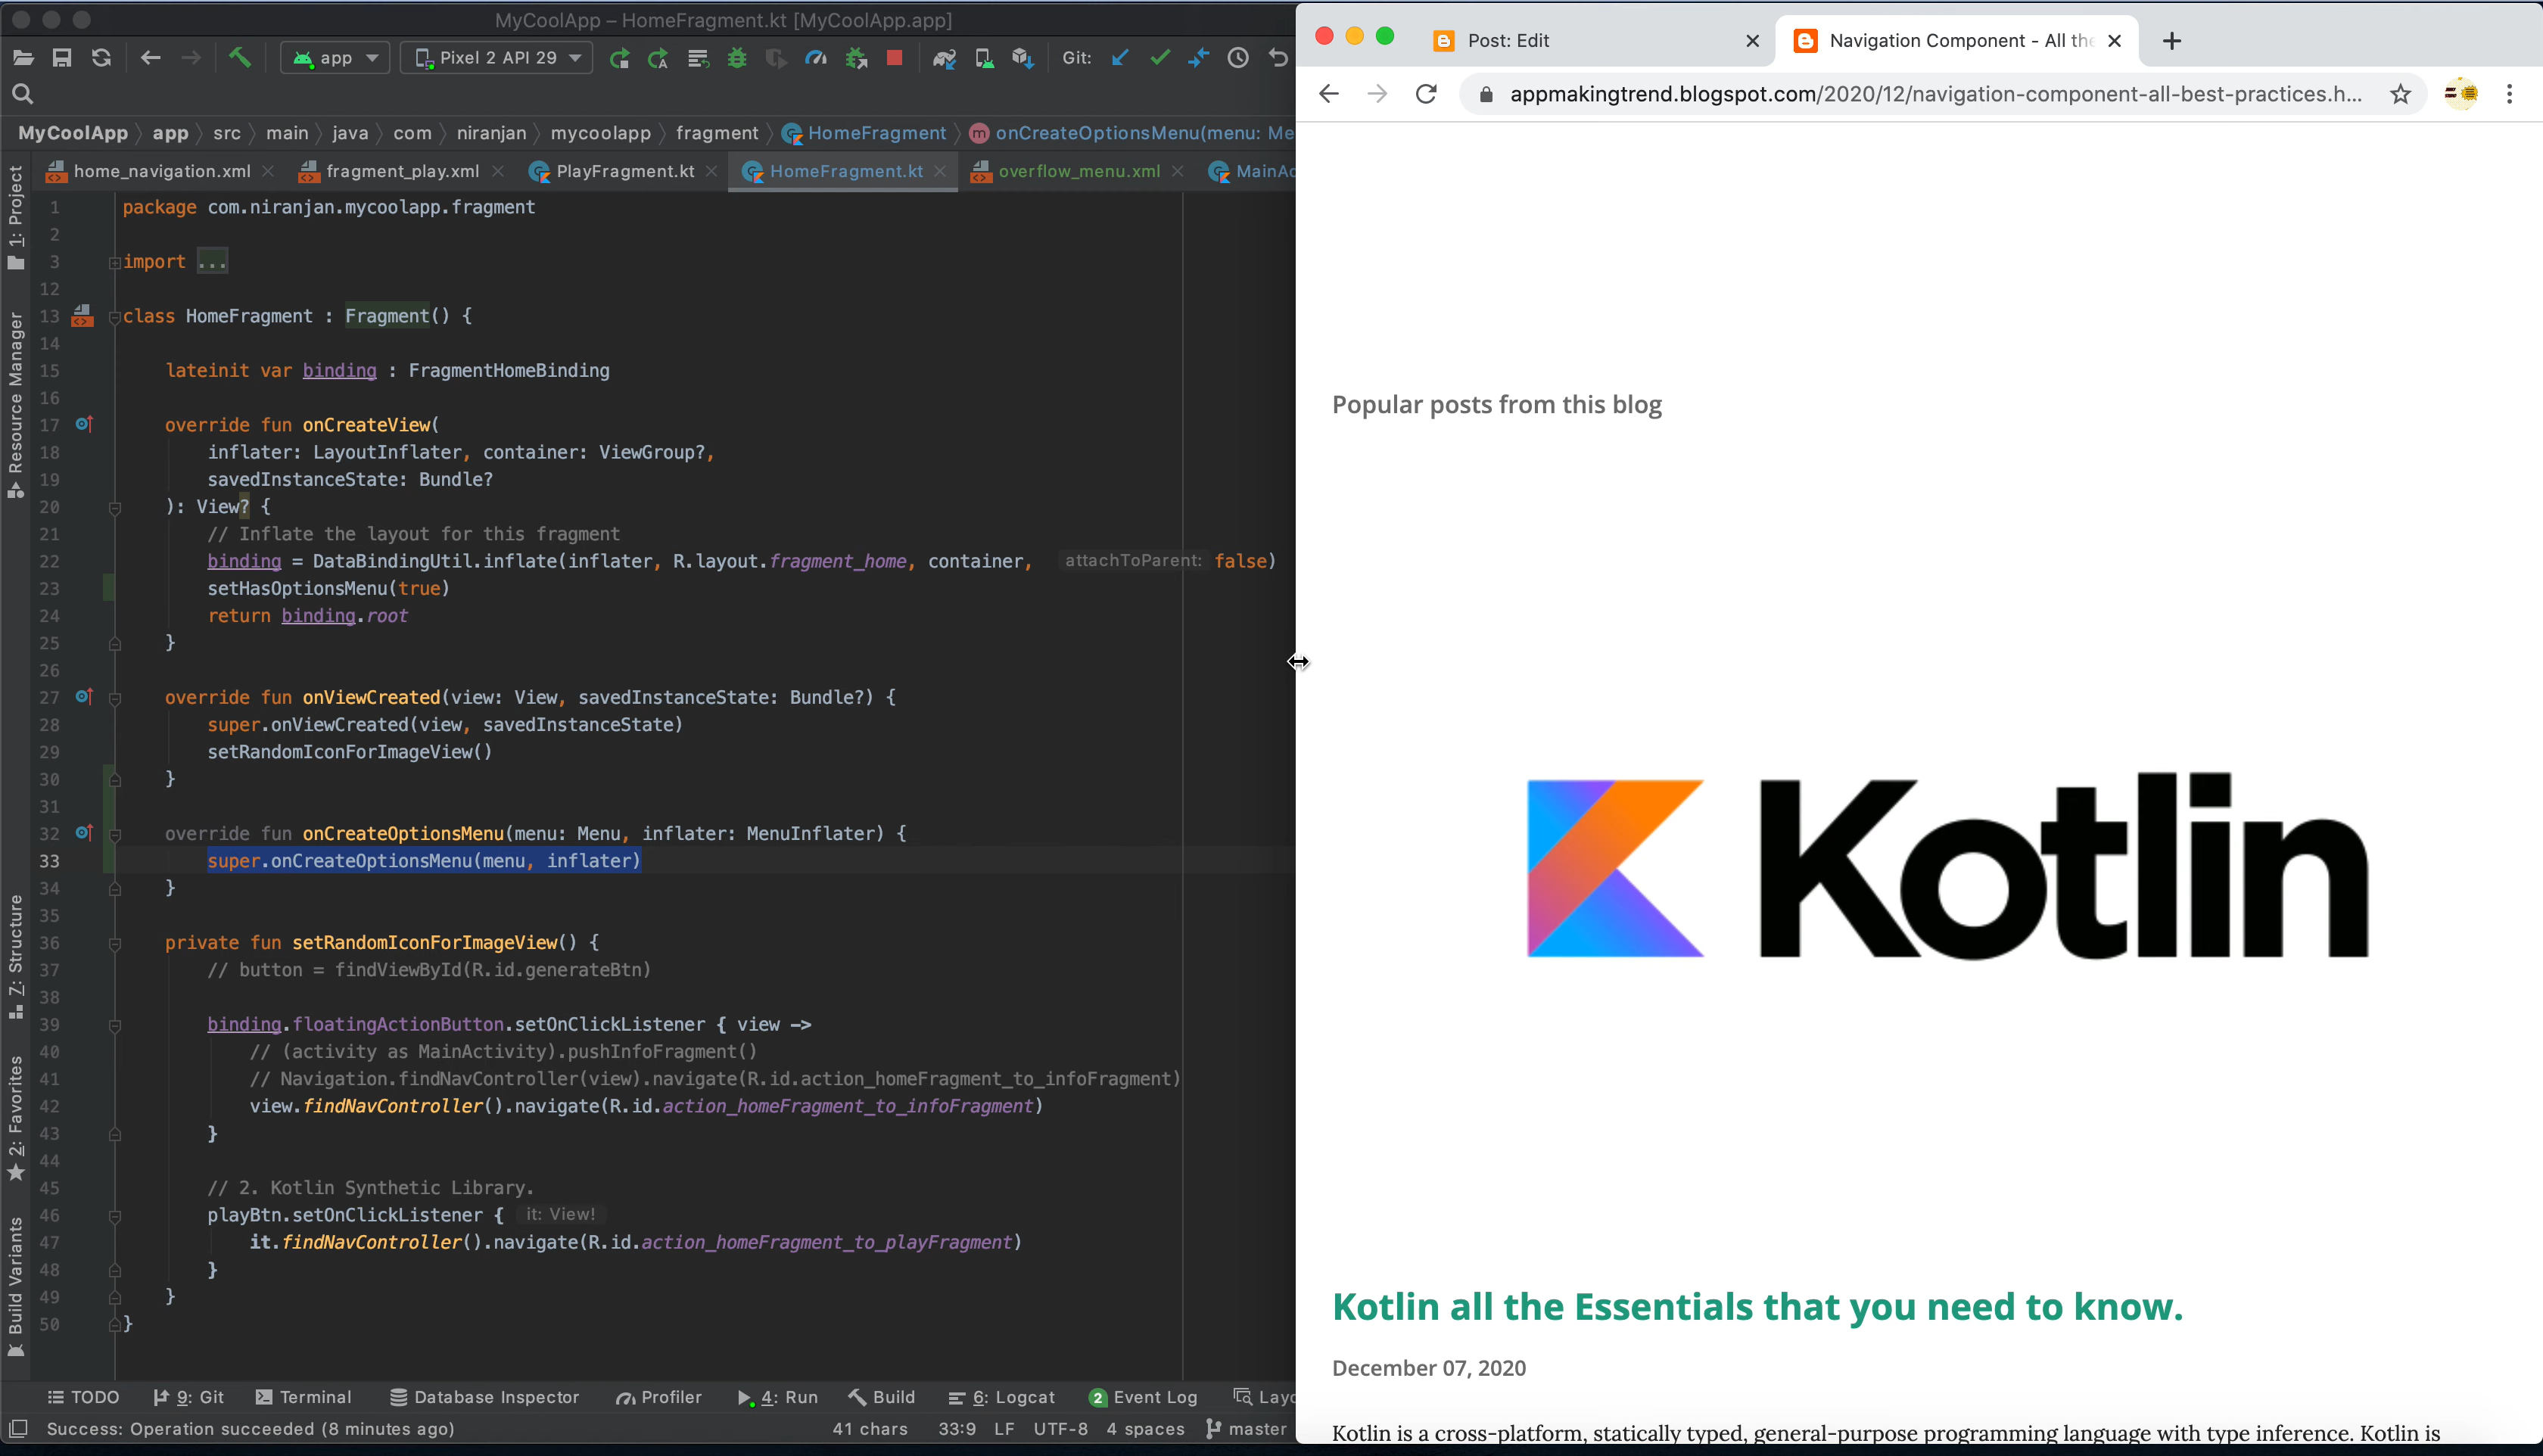 MyCoolApp – HomeFragment.kt [MyCoolApp.app]
app
Pixel 2 API 29
Git:
MyCoolApp
app
src
main
java
com
niranjan
mycoolapp
fragment
HomeFragment
onCreateOptionsMenu(menu: Me
home_navigation.xml
fragment_play.xml
PlayFragment.kt
HomeFragment.kt
overflow_menu.xml
MainAc
1: Project
Resource Manager
7: Structure
2: Favorites
Build Variants
1 package com.niranjan.mycoolapp.fragment
2
3 import ...
12
13 class HomeFragment : Fragment() {
14
15 lateinit var binding : FragmentHomeBinding
16
17 override fun onCreateView(
18 inflater: LayoutInflater, container: ViewGroup?,
19 savedInstanceState: Bundle?
20 ): View? {
21 // Inflate the layout for this fragment
22 binding = DataBindingUtil.inflate(inflater, R.layout.fragment_home, container, attachToParent: false)
23 setHasOptionsMenu(true)
24 return binding.root
25 }
26
27 override fun onViewCreated(view: View, savedInstanceState: Bundle?) {
28 super.onViewCreated(view, savedInstanceState)
29 setRandomIconForImageView()
30 }
31
32 override fun onCreateOptionsMenu(menu: Menu, inflater: MenuInflater) {
33 super.onCreateOptionsMenu(menu, inflater)
34 }
35
36 private fun setRandomIconForImageView() {
37 // button = findViewById(R.id.generateBtn)
38
39 binding.floatingActionButton.setOnClickListener { view ->
40 // (activity as MainActivity).pushInfoFragment()
41 // Navigation.findNavController(view).navigate(R.id.action_homeFragment_to_infoFragment)
42 view.findNavController().navigate(R.id.action_homeFragment_to_infoFragment)
43 }
44
45 // 2. Kotlin Synthetic Library.
46 playBtn.setOnClickListener { it: View!
47 it.findNavController().navigate(R.id.action_homeFragment_to_playFragment)
48 }
49 }
50 }
TODO
9: Git
Terminal
Database Inspector
Profiler
4: Run
Build
6: Logcat
2 Event Log
Layo
Success: Operation succeeded (8 minutes ago)
41 chars
33:9
LF
UTF-8
4 spaces
master
Post: Edit
Navigation Component - All the
appmakingtrend.blogspot.com/2020/12/navigation-component-all-best-practices.h...
Popular posts from this blog
Kotlin
Kotlin all the Essentials that you need to know.
December 07, 2020
Kotlin is a cross-platform, statically typed, general-purpose programming language with type inference. Kotlin is